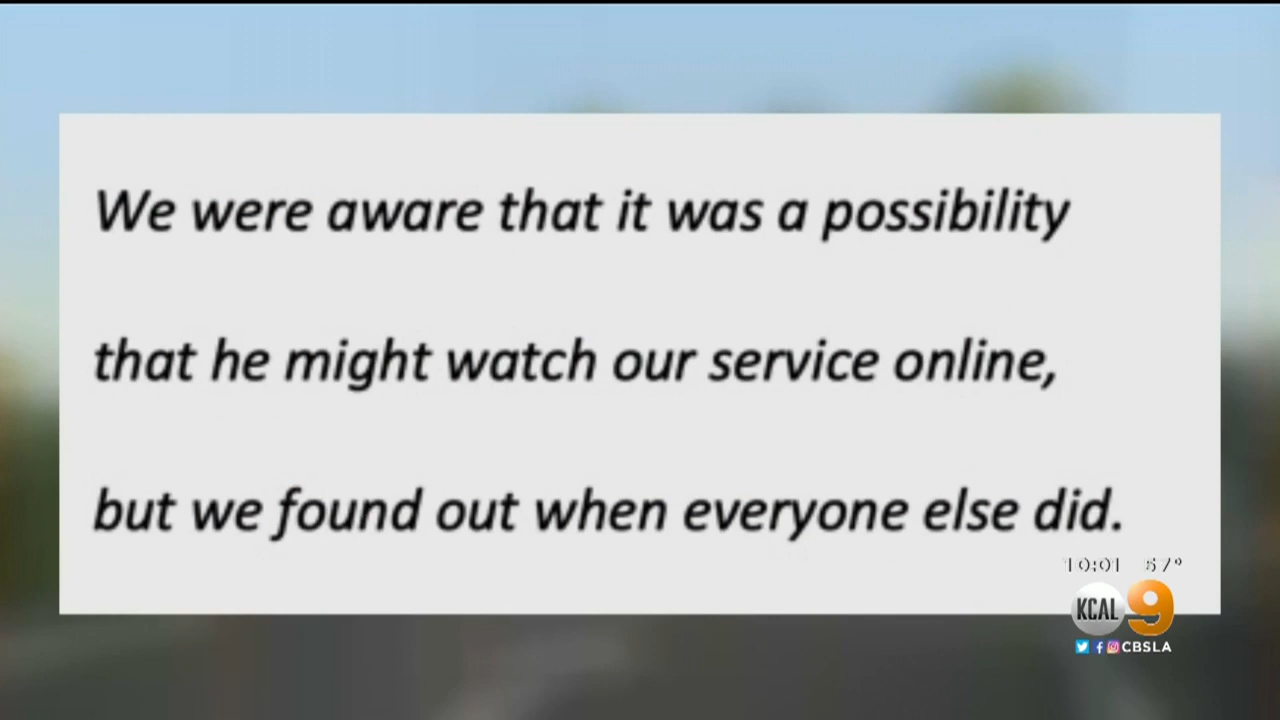 We were aware that it was a possibility
that he might watch our service online,
but we found out when everyone else did.
10:01 57°
KCAL 9
CBSLA